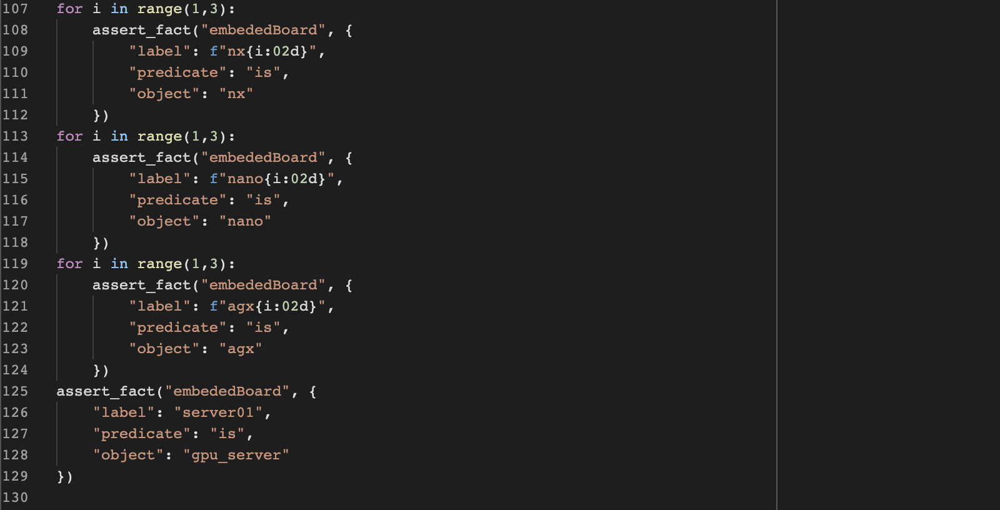 107 for i in range(1,3):
108     assert_fact("embededBoard", {
109         "label": f"nx{i:02d}",
110         "predicate": "is",
111         "object": "nx"
112     })
113 for i in range(1,3):
114     assert_fact("embededBoard", {
115         "label": f"nano{i:02d}",
116         "predicate": "is",
117         "object": "nano"
118     })
119 for i in range(1,3):
120     assert_fact("embededBoard", {
121         "label": f"agx{i:02d}",
122         "predicate": "is",
123         "object": "agx"
124     })
125 assert_fact("embededBoard", {
126     "label": "server01",
127     "predicate": "is",
128     "object": "gpu_server"
129 })
130